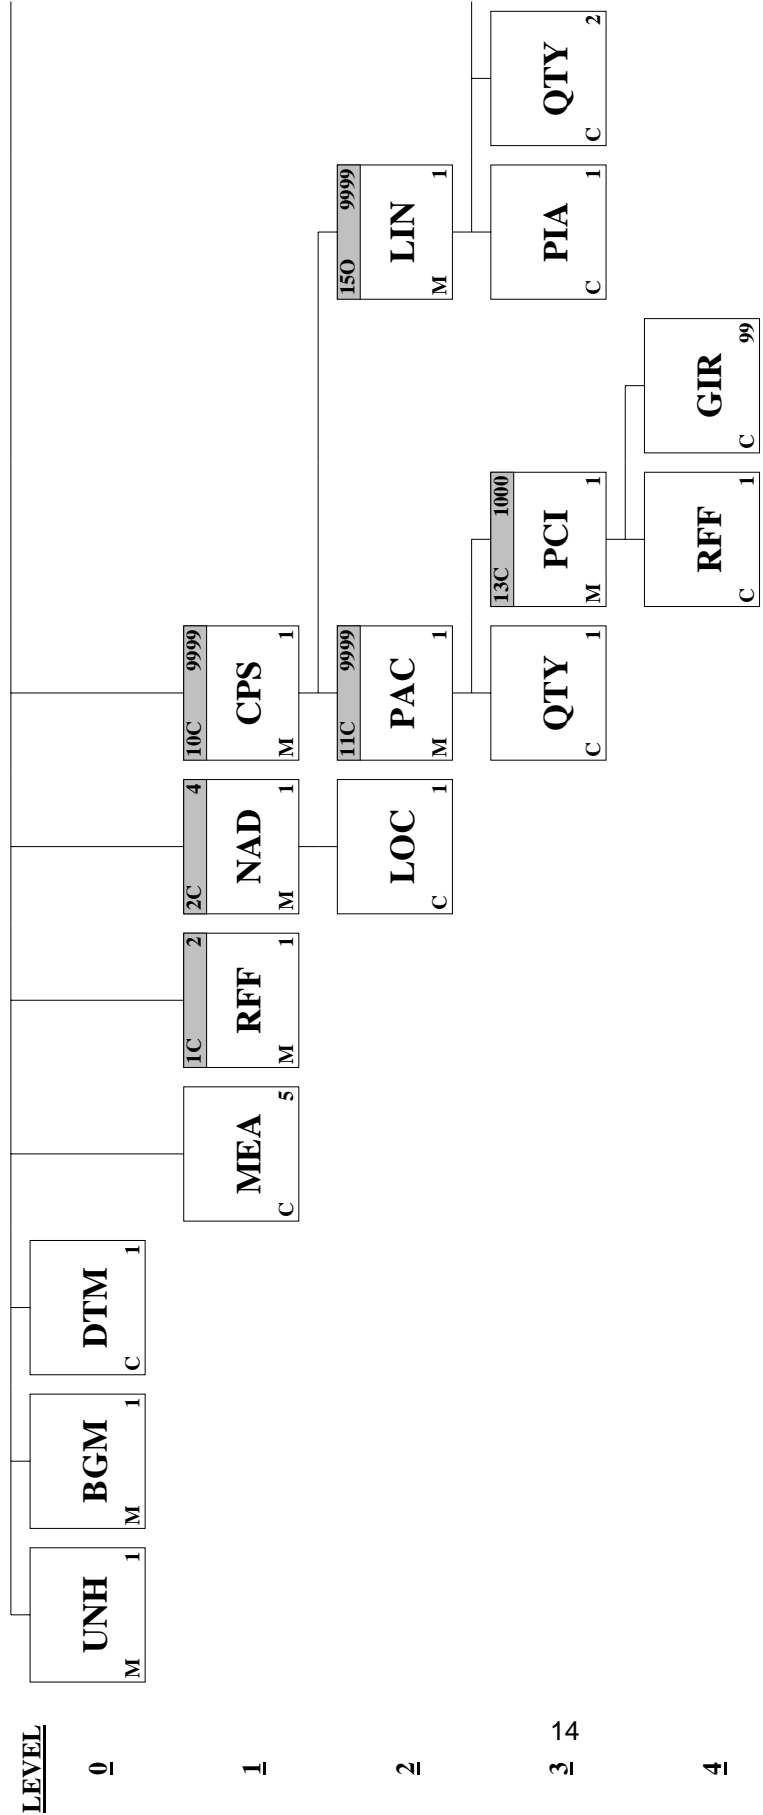 LEVEL
0
UNH
M 1
BGM
M 1
DTM
C 1
1
MEA
C 5
1C 2
RFF
M 1
2C 4
NAD
M 1
10C 9999
CPS
M 1
2
LOC
C 1
11C 9999
PAC
M 1
15O 9999
LIN
M 1
3
QTY
C 1
13C 1000
PCI
M 1
PIA
C 1
QTY
C 2
4
RFF
C 1
GIR
C 99
14